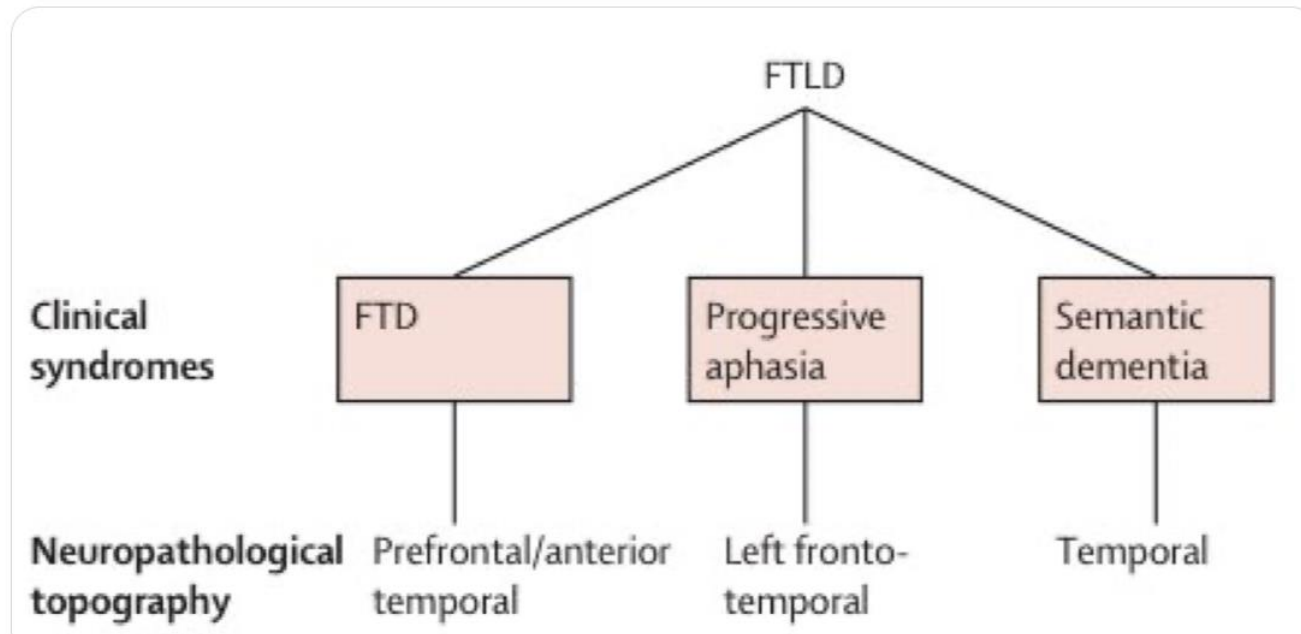 FTLD
Clinical
syndromes
FTD
Progressive
aphasia
Semantic
dementia
Neuropathological
topography
Prefrontal/anterior
temporal
Left fronto-
temporal
Temporal